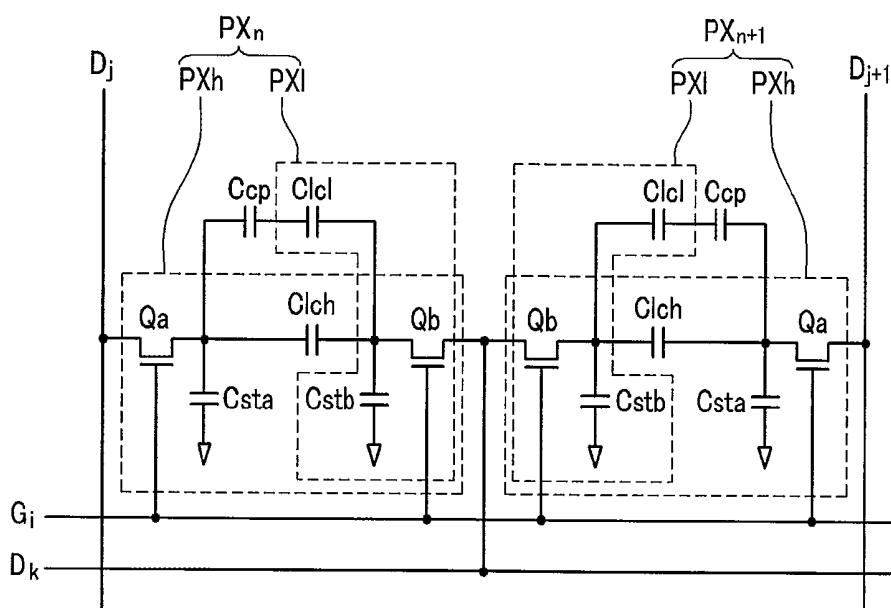 PXn PXn+1
Dj PXh PXl PXl PXh Dj+1
Ccp Clcl Clcl Ccp
Qa Clch Qb Qb Clch Qa
Csta Cstb Cstb Csta
Gi
Dk